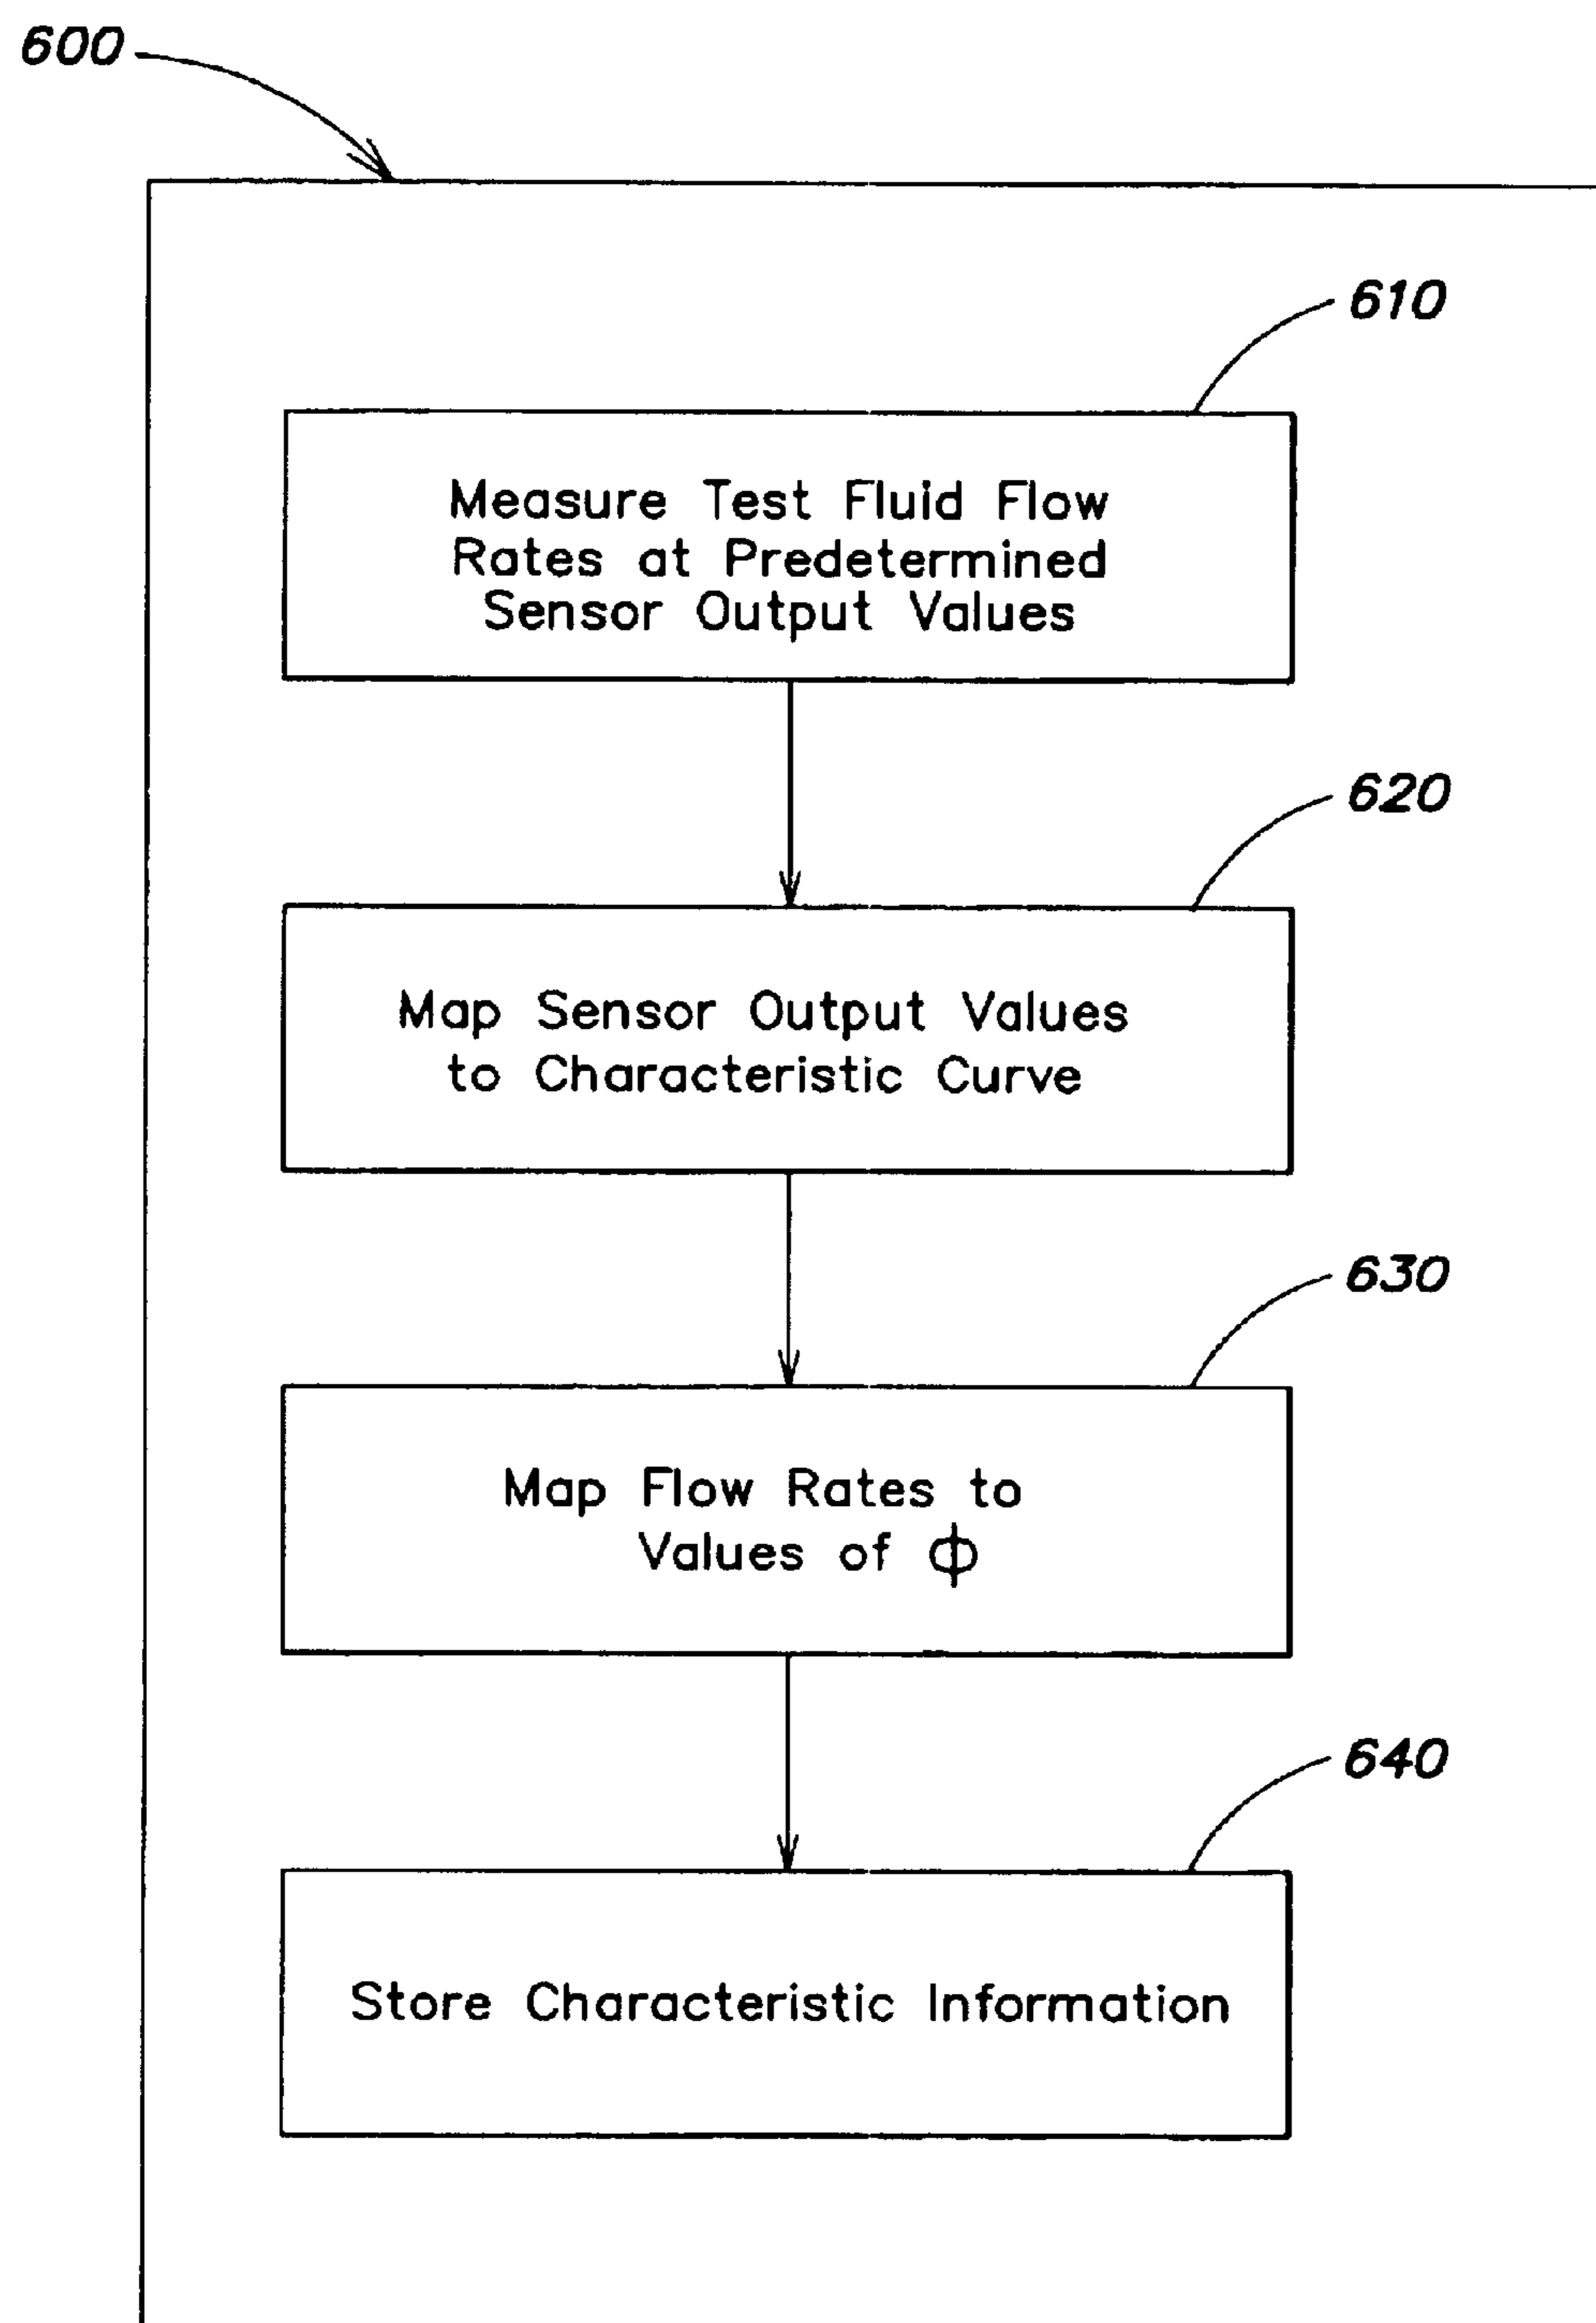 600
610
Measure Test Fluid Flow
Rates at Predetermined
Sensor Output Values
620
Map Sensor Output Values
to Characteristic Curve
630
Map Flow Rates to
Values of ϕ
640
Store Characteristic Information